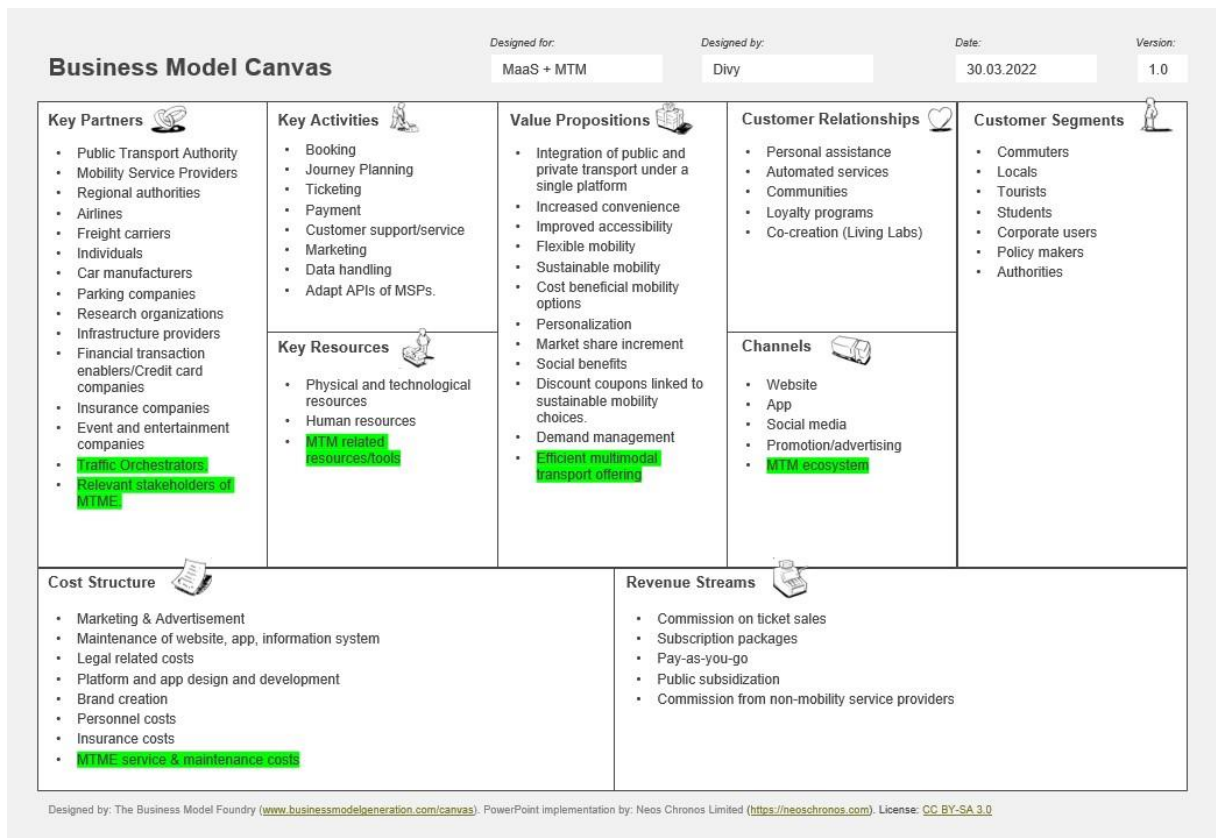 Designed for:
Designed by:
Date:
Version:
Business Model Canvas
MaaS + MTM
Divy
30.03.2022
1.0
Key Partners
• Public Transport Authority
• Mobility Service Providers
• Regional authorities
• Airlines
• Freight carriers
• Individuals
• Car manufacturers
• Parking companies
• Research organizations
• Infrastructure providers
• Financial transaction
enablers/Credit card
companies
• Insurance companies
• Event and entertainment
companies
• Traffic Orchestrators.
• Relevant stakeholders of
MTME.
Key Activities
• Booking
• Journey Planning
• Ticketing
• Payment
• Customer support/service
• Marketing
• Data handling
• Adapt APIs of MSPs.
Key Resources
• Physical and technological
resources
• Human resources
• MTM related
resources/tools
Value Propositions
• Integration of public and
private transport under a
single platform
• Increased convenience
• Improved accessibility
• Flexible mobility
• Sustainable mobility
• Cost beneficial mobility
options
• Personalization
• Market share increment
• Social benefits
• Discount coupons linked to
sustainable mobility
choices.
• Demand management
• Efficient multimodal
transport offering
Customer Relationships
• Personal assistance
• Automated services
• Communities
• Loyalty programs
• Co-creation (Living Labs)
Channels
• Website
• App
• Social media
• Promotion/advertising
• MTM ecosystem
Customer Segments
• Commuters
• Locals
• Tourists
• Students
• Corporate users
• Policy makers
• Authorities
Cost Structure
• Marketing & Advertisement
• Maintenance of website, app, information system
• Legal related costs
• Platform and app design and development
• Brand creation
• Personnel costs
• Insurance costs
• MTME service & maintenance costs
Revenue Streams
• Commission on ticket sales
• Subscription packages
• Pay-as-you-go
• Public subsidization
• Commission from non-mobility service providers
Designed by: The Business Model Foundry (www.businessmodelgeneration.com/canvas). PowerPoint implementation by: Neos Chronos Limited (https://neoschronos.com). License: CC BY-SA 3.0